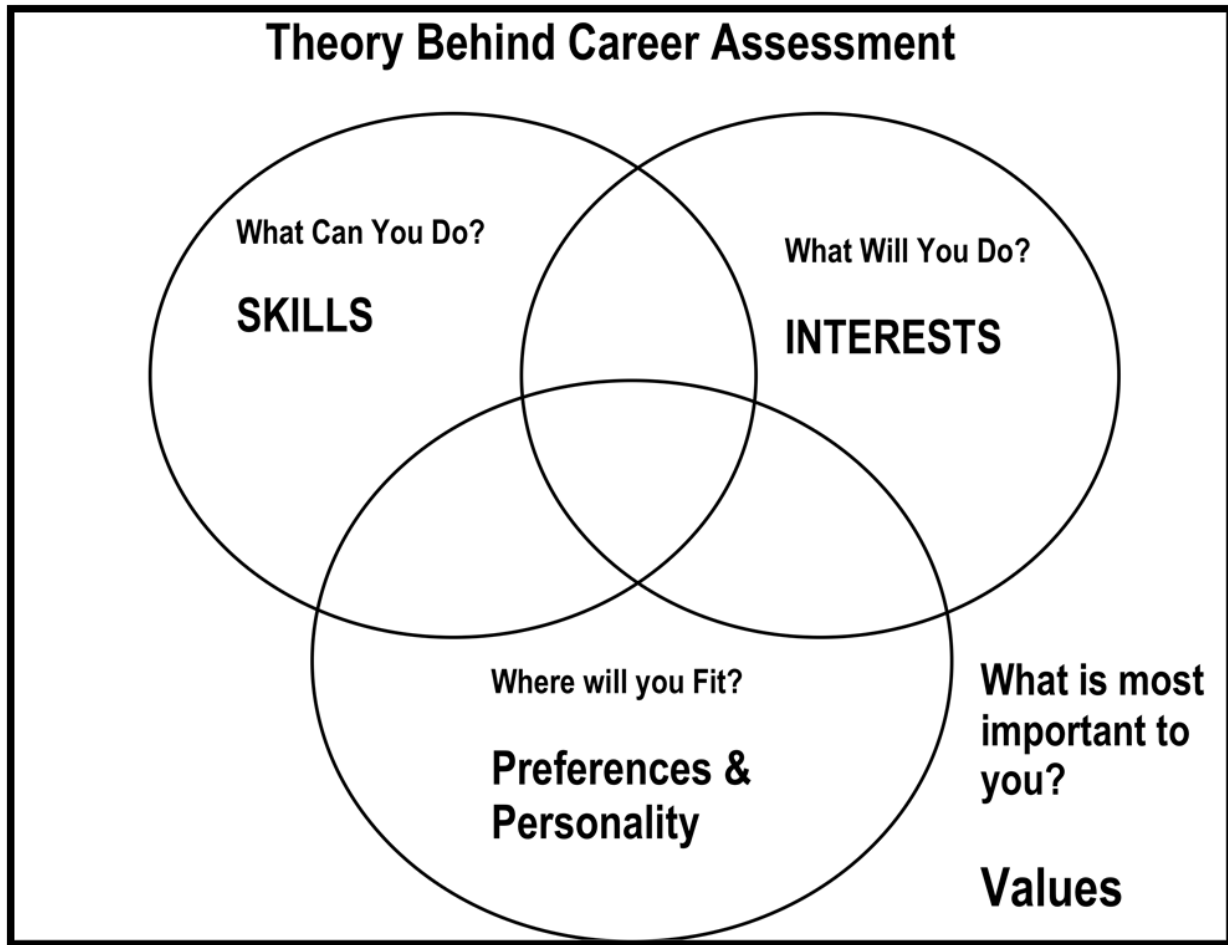 Theory Behind Career Assessment
What Can You Do?
SKILLS
What Will You Do?
INTERESTS
Where will you Fit?
Preferences &
Personality
What is most
important to
you?
Values